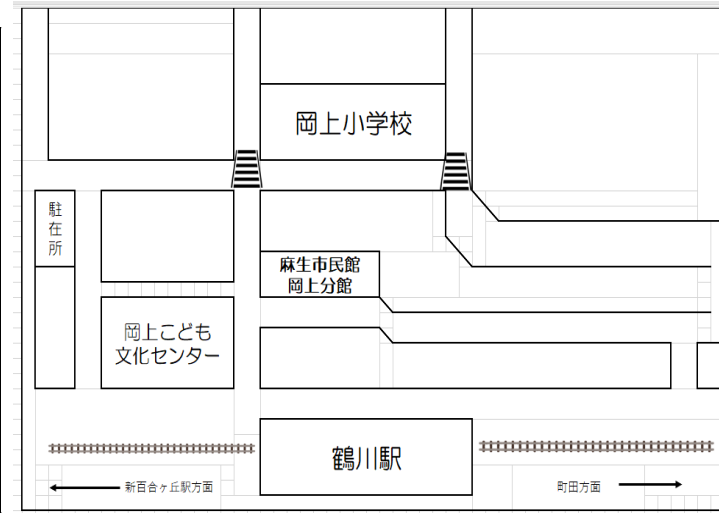 岡上小学校
駐在所
麻生市民館
岡上分館
岡上こども
文化センター
鶴川駅
新百合ヶ丘駅方面
町田方面